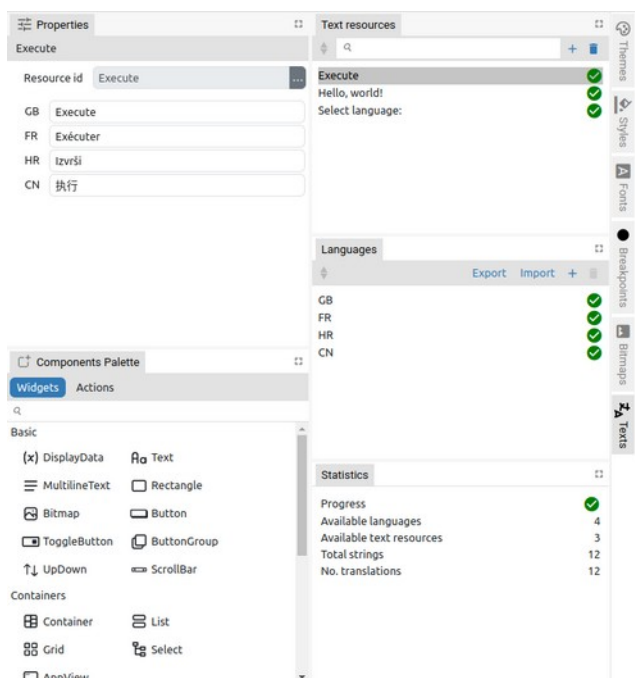 Properties
Execute
Resource id Execute ...
GB Execute
FR Exécuter
HR Izvrši
CN 执行
Components Palette
Widgets Actions
Basic
(x) DisplayData
Text
MultilineText
Rectangle
Bitmap
Button
ToggleButton
ButtonGroup
UpDown
ScrollBar
Containers
Container
List
Grid
Select
AppView
Text resources
Execute
Hello, world!
Select language:
Languages
Export Import +
GB
FR
HR
CN
Statistics
Progress
Available languages 4
Available text resources 3
Total strings 12
No. translations 12
Themes
Styles
Fonts
Breakpoints
Bitmaps
Texts